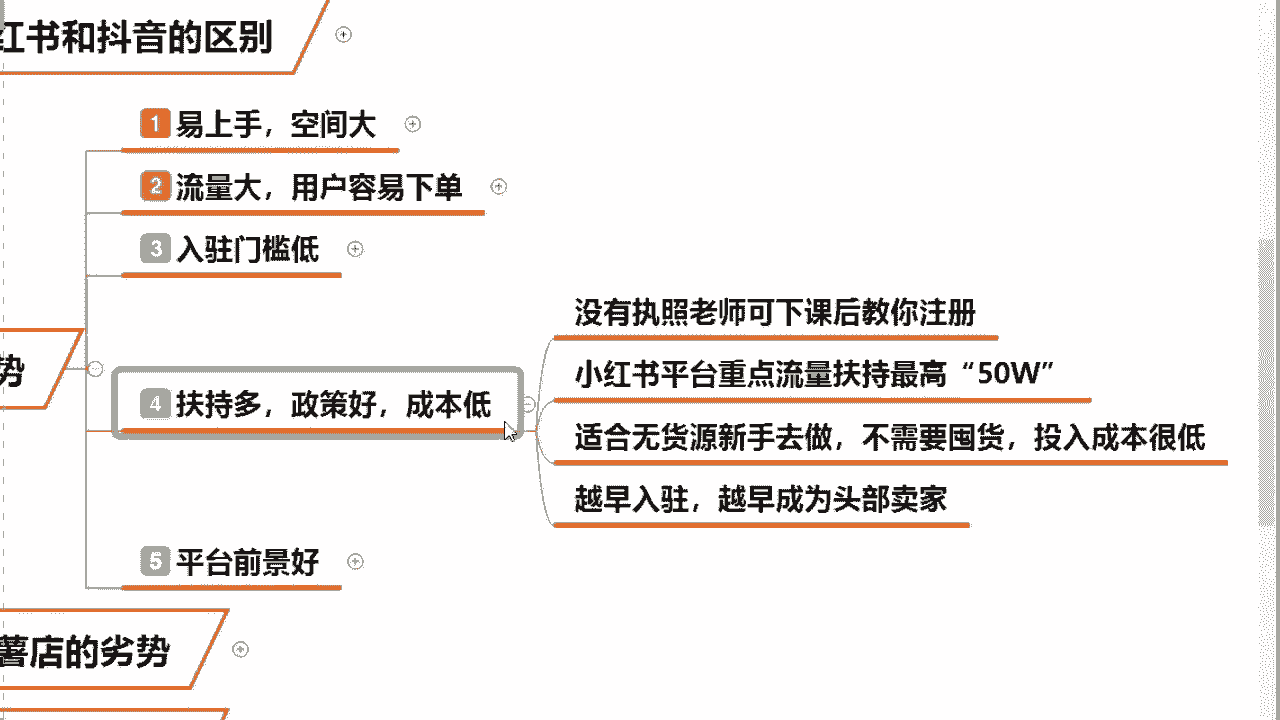 红书和抖音的区别
1 易上手，空间大
2 流量大，用户容易下单
3 入驻门槛低
势
4 扶持多，政策好，成本低
没有执照老师可下课后教你注册
小红书平台重点流量扶持最高“50W”
适合无货源新手去做，不需要囤货，投入成本很低
越早入驻，越早成为头部卖家
5 平台前景好
薯店的劣势